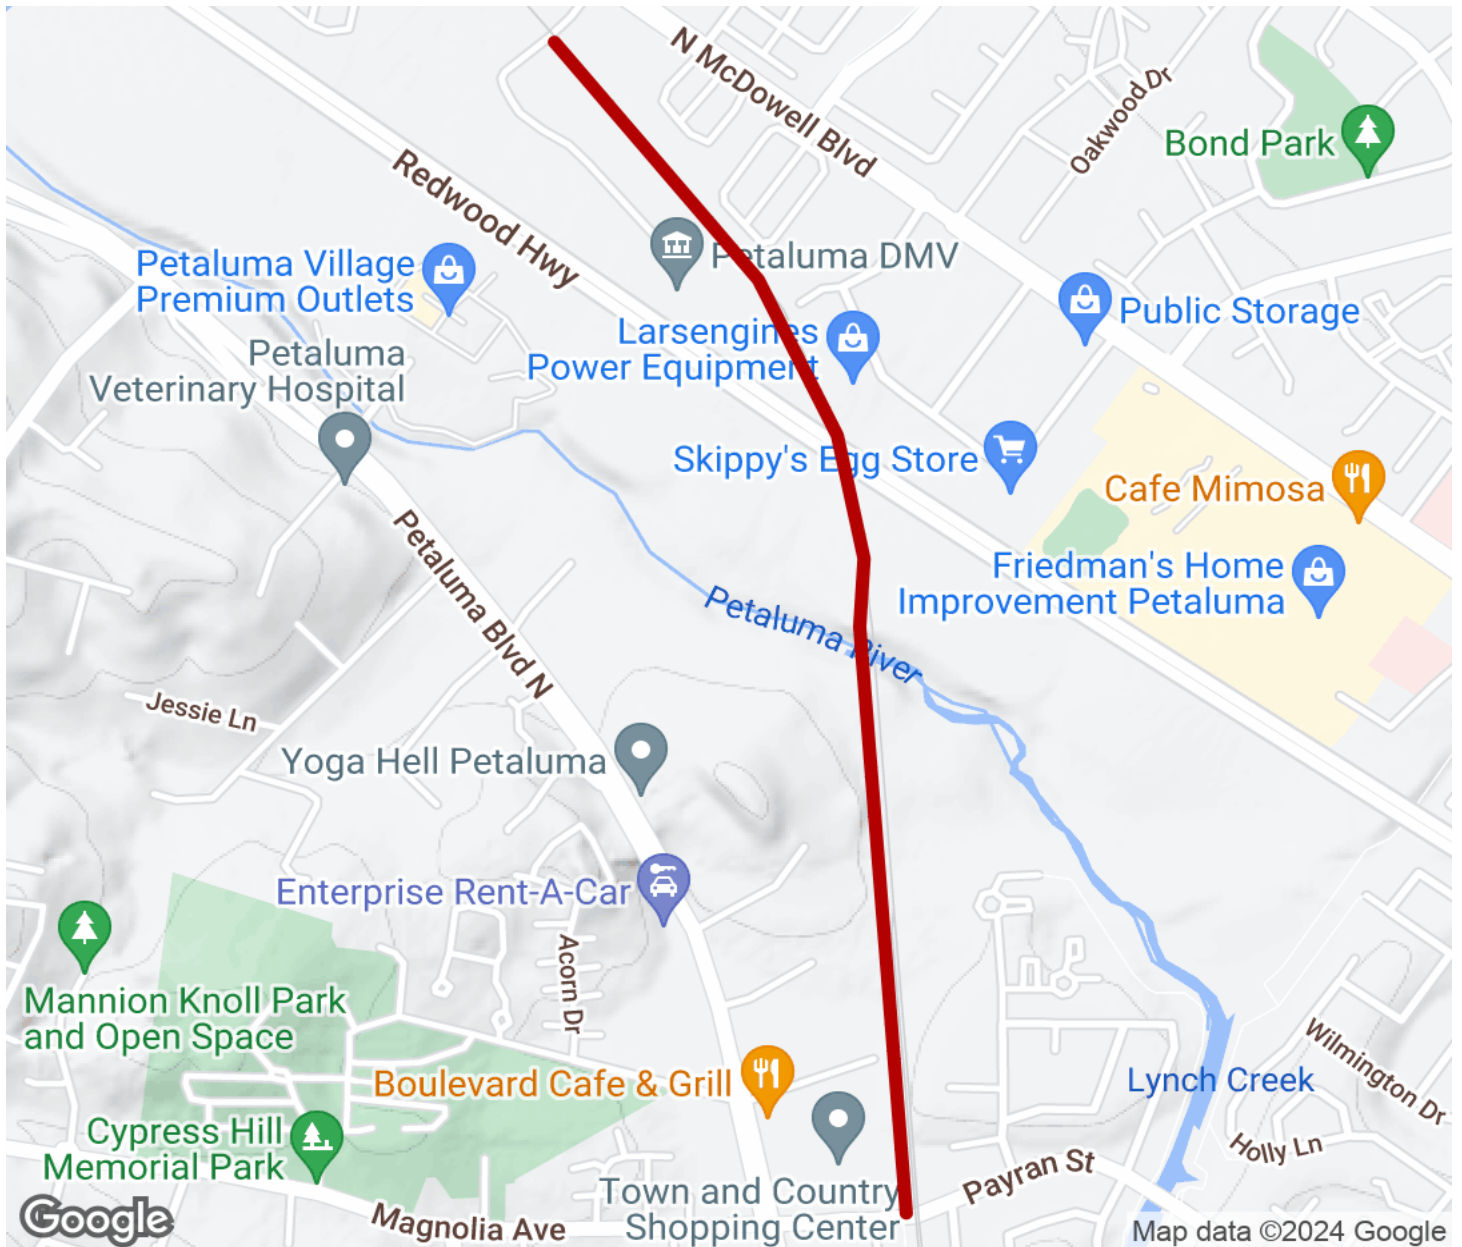 N McDowell Blvd
Oakwood Dr
Bond Park
Redwood Hwy
Petaluma DMV
Petaluma Village
Premium Outlets
Public Storage
Larsengines
Power Equipment
Petaluma
Veterinary Hospital
Skippy's Egg Store
Cafe Mimosa
Petaluma Blvd N
Friedman's Home
Improvement Petaluma
Petaluma River
Jessie Ln
Yoga Hell Petaluma
Enterprise Rent-A-Car
Acorn Dr
Mannion Knoll Park
and Open Space
Wilmington Dr
Boulevard Cafe & Grill
Lynch Creek
Cypress Hill
Memorial Park
Holly Ln
Payran St
Town and Country
Shopping Center
Magnolia Ave
Google
Map data ©2024 Google